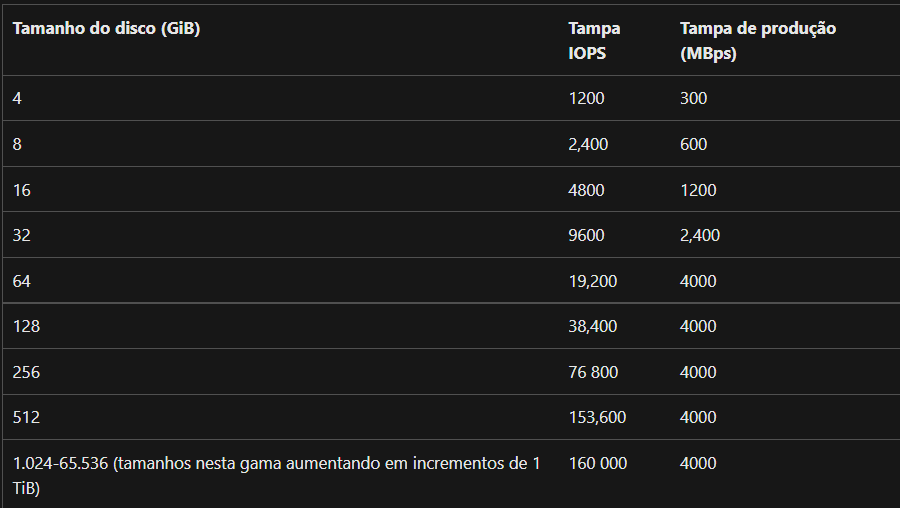 Tamanho do disco (GiB) Tampa IOPS Tampa de produção (MBps)
4 1200 300
8 2,400 600
16 4800 1200
32 9600 2,400
64 19,200 4000
128 38,400 4000
256 76 800 4000
512 153,600 4000
1.024-65.536 (tamanhos nesta gama aumentando em incrementos de 1 TiB) 160 000 4000